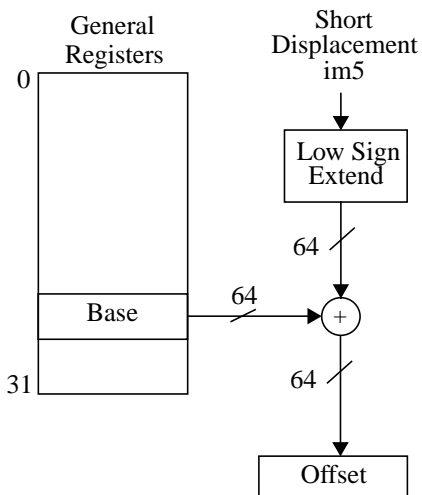 General
Registers
0
Short
Displacement
im5
Low Sign
Extend
64
Base
64
+
64
31
Offset